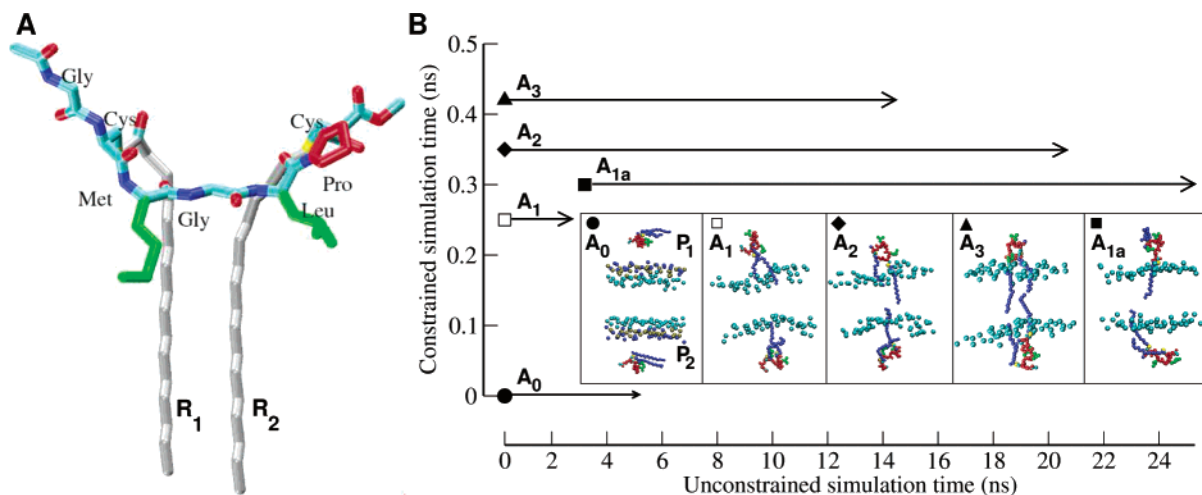 A
Gly
Cys
Met
Gly
Cys
Pro
Leu
R1
R2
B
Constrained simulation time (ns)
0.5
0.4
0.3
0.2
0.1
0
A3
A2
A1a
A1
A0
A0
P1
P2
A1
A2
A3
A1a
0 2 4 6 8 10 12 14 16 18 20 22 24
Unconstrained simulation time (ns)